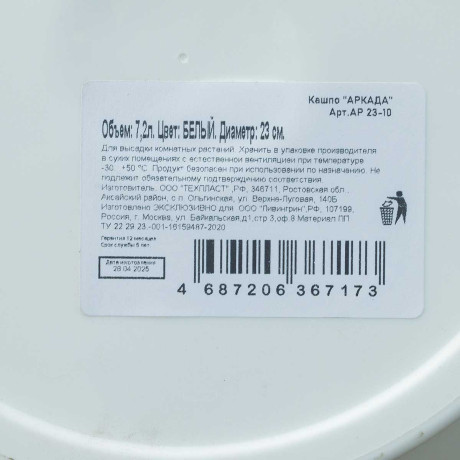 Кашпо "АРКАДА"
Арт.АР 23-10
Объем: 7,2л. Цвет: БЕЛЫЙ. Диаметр: 23 см.
Для высадки комнатных растений. Хранить в упаковке производителя
в сухих помещениях с естественной вентиляцией при температуре
-30.. +50 °С. Продукт безопасен при использовании по назначению. Не
подлежит обязательному подтверждению соответствия.
Изготовитель: ООО "ТЕХПЛАСТ",РФ, 346711, Ростовская обл.,
Аксайский район, о.п. Ольгинская, ул. Верхне-Луговая, 140Б
Изготовлено ЭКСКЛЮЗИВНО для: ООО "Ливингрин",РФ, 107199,
Россия, г. Москва, ул. Байкальская,д1,стр 3,оф.8 Материал ПП
ТУ 22.29.23.-001-16159487-2020
Гарантия 12 месяцев
Срок службы 5 лет.
Дата изготовления
28.04.2025
4 687206 367173